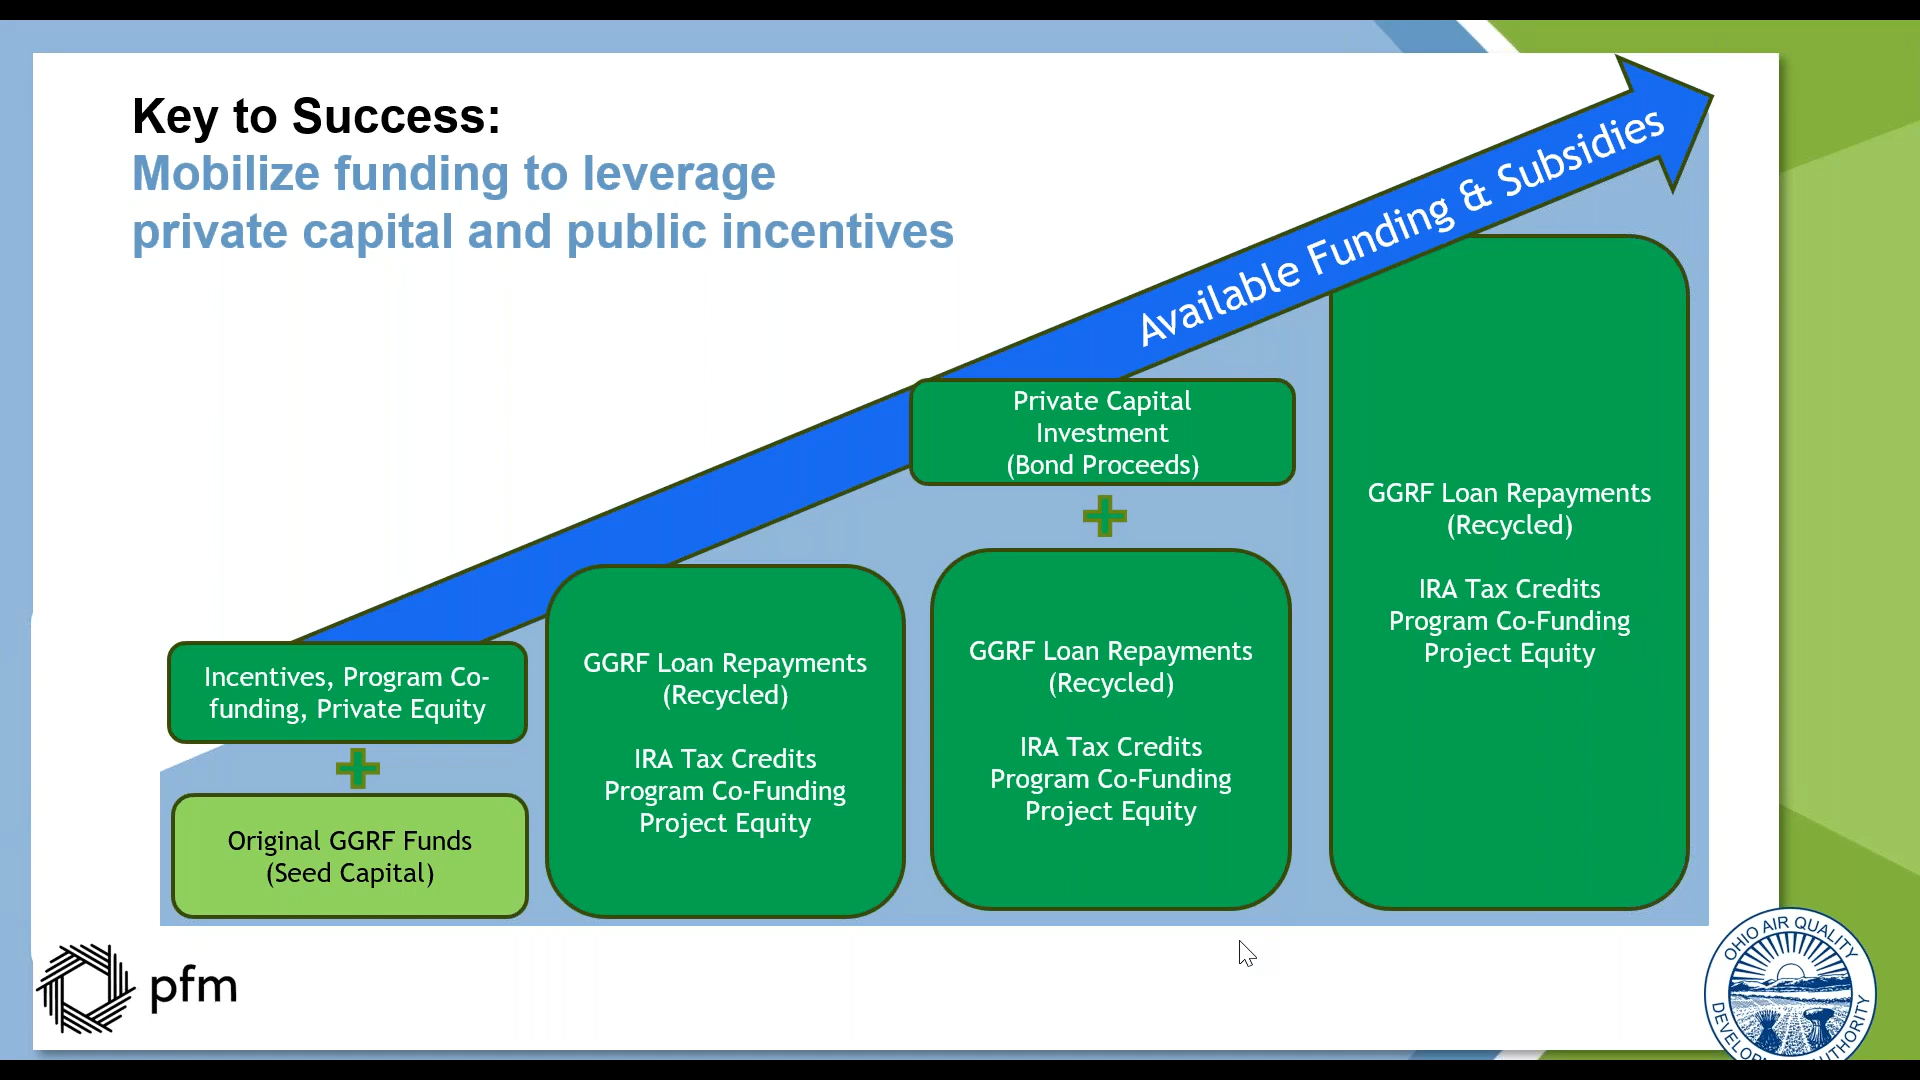 Key to Success:
Mobilize funding to leverage
private capital and public incentives
Available Funding & Subsidies
Incentives, Program Co-
funding, Private Equity
Original GGRF Funds
(Seed Capital)
GGRF Loan Repayments
(Recycled)
IRA Tax Credits
Program Co-Funding
Project Equity
Private Capital
Investment
(Bond Proceeds)
GGRF Loan Repayments
(Recycled)
IRA Tax Credits
Program Co-Funding
Project Equity
GGRF Loan Repayments
(Recycled)
IRA Tax Credits
Program Co-Funding
Project Equity
pfm
OHIO AIR QUALITY